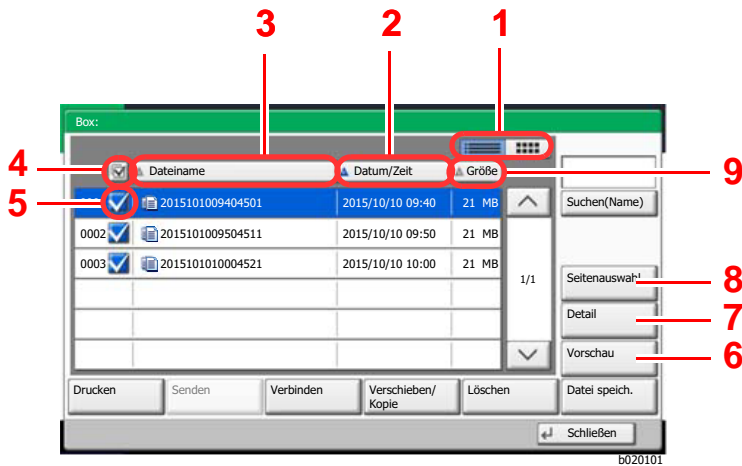 3 2 1
Box:
4 Dateiname Datum/Zeit Größe 9
5 2015101009404501 2015/10/10 09:40 21 MB Suchen(Name)
0002 2015101009504511 2015/10/10 09:50 21 MB
0003 2015101010004521 2015/10/10 10:00 21 MB
1/1 8
Detail 7
Vorschau 6
Drucken Senden Verbinden Verschieben/
Kopie Löschen Datei speich.
Schließen
b020101